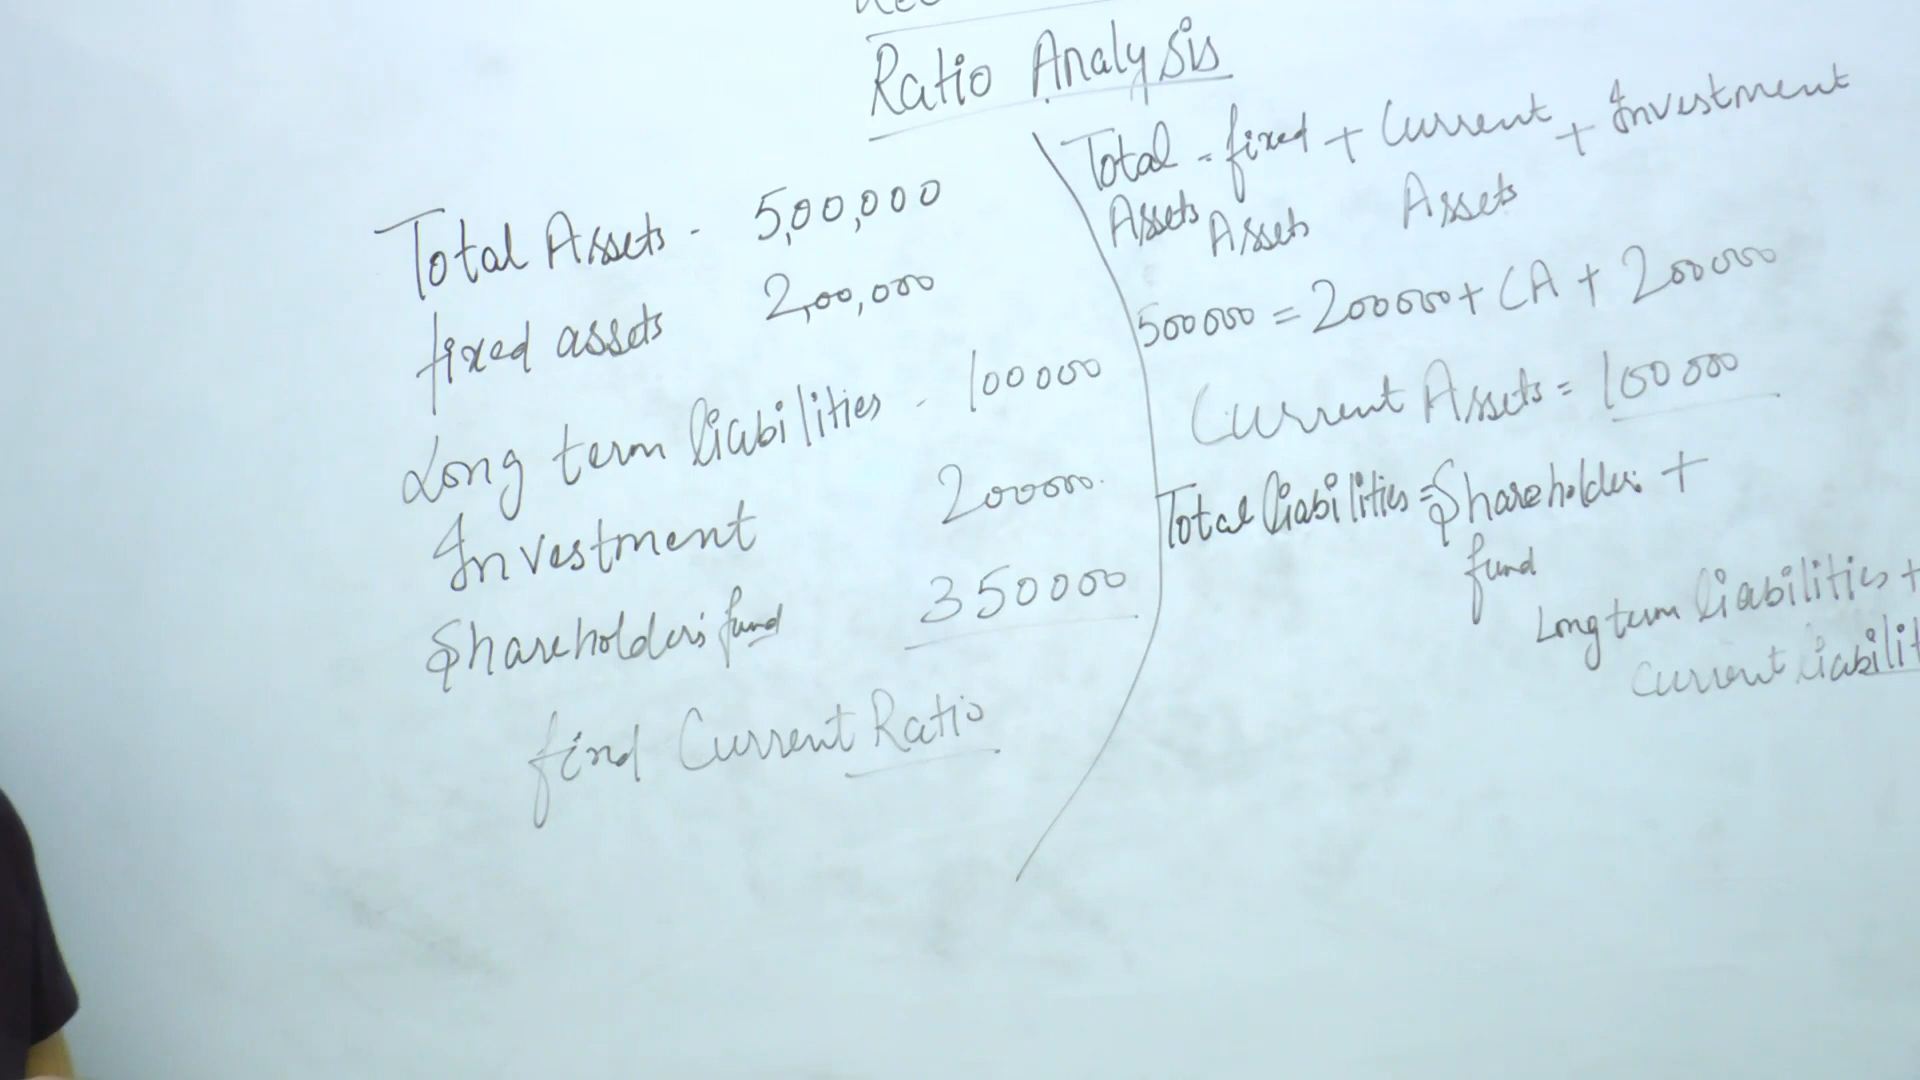 Ratio Analysis
Total Assets - 5,00,000
fixed assets 2,00,000
Long term liabilities - 100000
Investment 200000
Shareholders fund 350000
find Current Ratio
Total = fixed + Current + Investment
Assets Assets Assets
500000 = 200000 + CA + 200000
Current Assets = 100000
Total liabilities = Shareholders +
fund
Long term liabilities +
Current liabilit